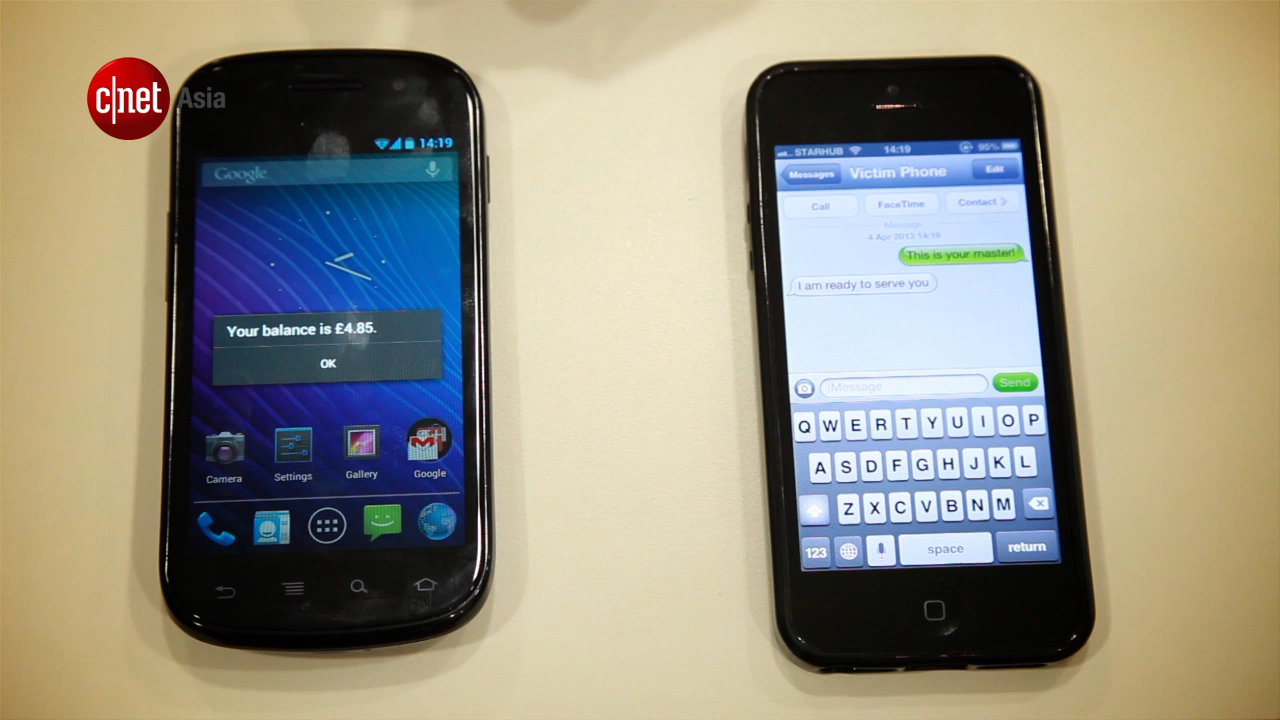 c|net Asia
14:19
Google
Your balance is £4.85.
OK
Camera Settings Gallery Google
STARHUB 14:19 95%
Messages Victim Phone Edit
Call FaceTime Contact
Message
4 Apr 2013 14:19
This is your master!
I am ready to serve you
Message Send
Q W E R T Y U I O P
A S D F G H J K L
Z X C V B N M
123 space return